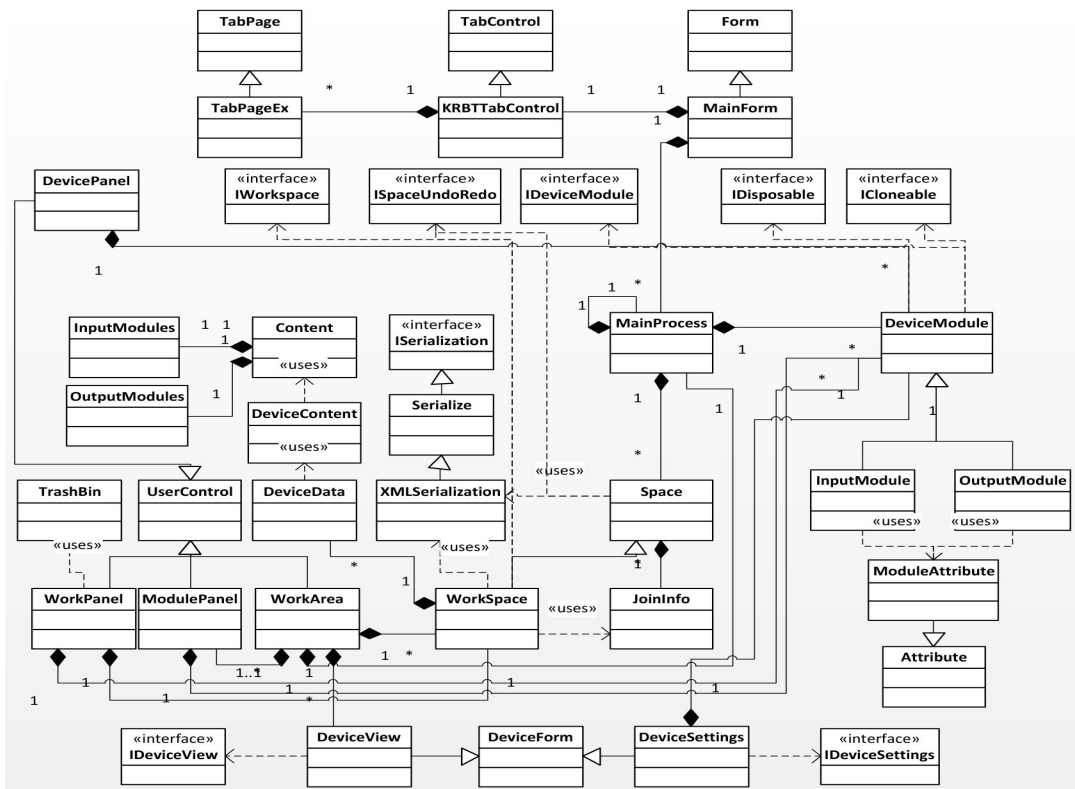 TabPage
TabControl
Form
*
1
1
1
TabPageEx
KRBTTabControl
MainForm
1
DevicePanel
«interface»
IWorkspace
«interface»
ISpaceUndoRedo
«interface»
IDeviceModule
«interface»
IDisposable
«interface»
ICloneable
1
*
1
*
1
InputModules
1
1
Content
1
«uses»
«interface»
ISerialization
MainProcess
1
DeviceModule
*
*
OutputModules
1
DeviceContent
«uses»
Serialize
1
1
1
1
*
«uses»
TrashBin
«uses»
UserControl
DeviceData
XMLSerialization
Space
InputModule
«uses»
OutputModule
«uses»
«uses»
*
1
*
1
WorkPanel
ModulePanel
WorkArea
WorkSpace
«uses»
JoinInfo
ModuleAttribute
1
*
Attribute
1..*
1
1
1
1
1
1
1
1
*
«interface»
IDeviceView
DeviceView
DeviceForm
DeviceSettings
«interface»
IDeviceSettings